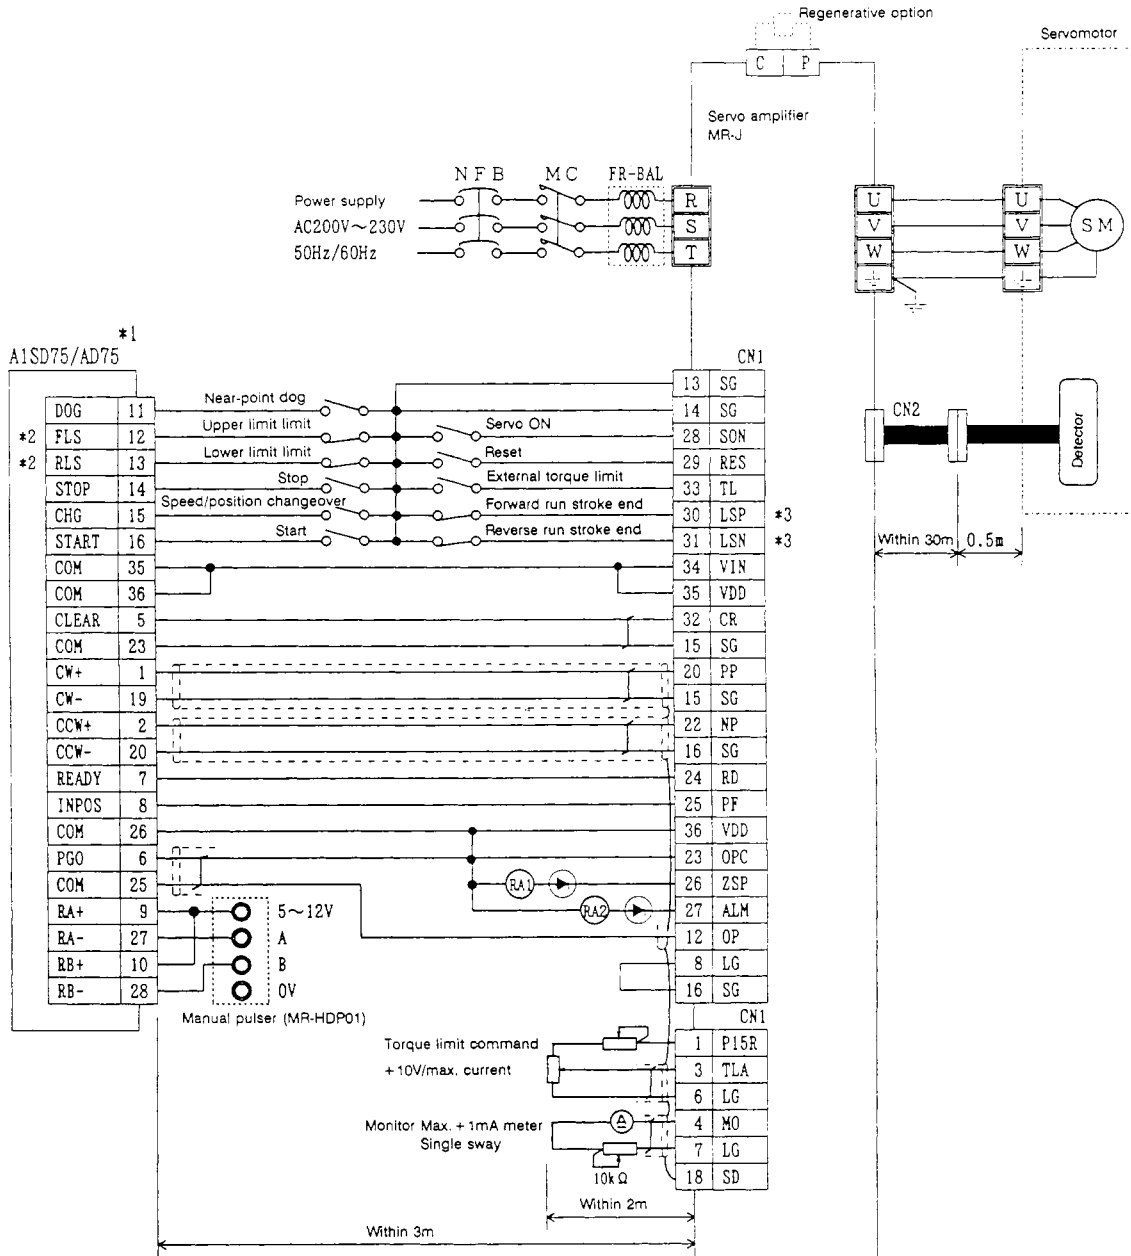 Regenerative option
Servomotor
C P
Servo amplifier
MR-J
NFB MC FR-BAL
Power supply
AC200V~230V
50Hz/60Hz
R
S
T
U
V
W
U
V
W
SM
*1
A1SD75/AD75
CN1
13 SG
DOG 11 Near-point dog 14 SG
*2 FLS 12 Upper limit limit Servo ON 28 SON
*2 RLS 13 Lower limit limit Reset 29 RES
STOP 14 Stop External torque limit 33 TL
CHG 15 Speed/position changeover Forward run stroke end 30 LSP *3
START 16 Start Reverse run stroke end 31 LSN *3
COM 35 34 VIN
COM 36 35 VDD
CLEAR 5 32 CR
COM 23 15 SG
CW+ 1 20 PP
CW- 19 15 SG
CCW+ 2 22 NP
CCW- 20 16 SG
READY 7 24 RD
INPOS 8 25 PF
COM 26 36 VDD
PGO 6 23 OPC
COM 25 RA1 26 ZSP
RA+ 9 5~12V RA2 27 ALM
RA- 27 A 12 OP
RB+ 10 B 8 LG
RB- 28 0V 16 SG
Manual pulser (MR-HDP01)
CN1
Torque limit command 1 P15R
+10V/max. current 3 TLA
6 LG
Monitor Max. +1mA meter 4 MO
Single sway 7 LG
10kΩ 18 SD
Within 2m
Within 3m
CN2
Detector
Within 30m 0.5m
A